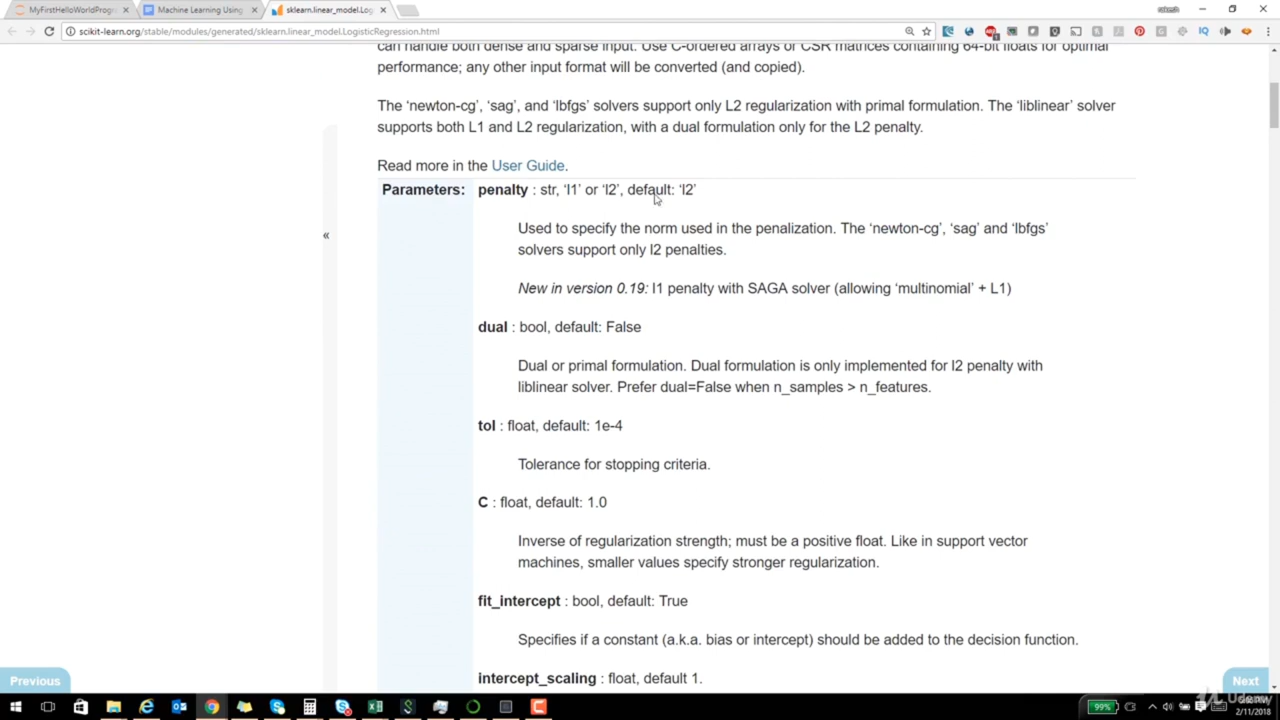 MyFirstHelloWorldProgra
Machine Learning Using
sklearn.linear_model.Logi
rakesh
scikit-learn.org/stable/modules/generated/sklearn.linear_model.LogisticRegression.html
can handle both dense and sparse input. Use C-ordered arrays or CSR matrices containing 64-bit floats for optimal
performance; any other input format will be converted (and copied).
The ‘newton-cg’, ‘sag’, and ‘lbfgs’ solvers support only L2 regularization with primal formulation. The ‘liblinear’ solver
supports both L1 and L2 regularization, with a dual formulation only for the L2 penalty.
Read more in the User Guide.
«
Parameters: penalty : str, ‘l1’ or ‘l2’, default: ‘l2’
Used to specify the norm used in the penalization. The ‘newton-cg’, ‘sag’ and ‘lbfgs’
solvers support only l2 penalties.
New in version 0.19: l1 penalty with SAGA solver (allowing ‘multinomial’ + L1)
dual : bool, default: False
Dual or primal formulation. Dual formulation is only implemented for l2 penalty with
liblinear solver. Prefer dual=False when n_samples > n_features.
tol : float, default: 1e-4
Tolerance for stopping criteria.
C : float, default: 1.0
Inverse of regularization strength; must be a positive float. Like in support vector
machines, smaller values specify stronger regularization.
fit_intercept : bool, default: True
Specifies if a constant (a.k.a. bias or intercept) should be added to the decision function.
intercept_scaling : float, default 1.
Previous
Next
99%
Udemy
2/11/2018